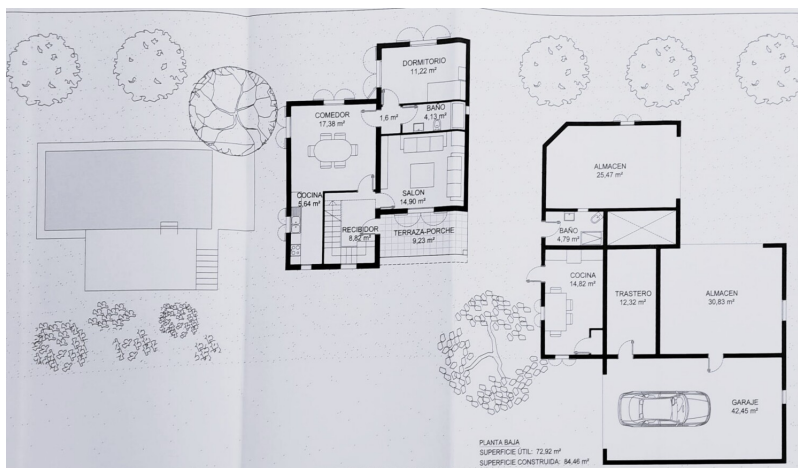 DORMITORIO
11,22 m²
BAÑO
4,13 m²
1,6 m²
COMEDOR
17,38 m²
COCINA
5,64 m²
SALON
14,90 m²
RECIBIDOR
8,82 m²
TERRAZA-PORCHE
9,23 m²
ALMACEN
25,47 m²
BAÑO
4,79 m²
COCINA
14,82 m²
TRASTERO
12,32 m²
ALMACEN
30,83 m²
GARAJE
42,45 m²
PLANTA BAJA
SUPERFICIE ÚTIL: 72,92 m²
SUPERFICIE CONSTRUIDA: 84,46 m²